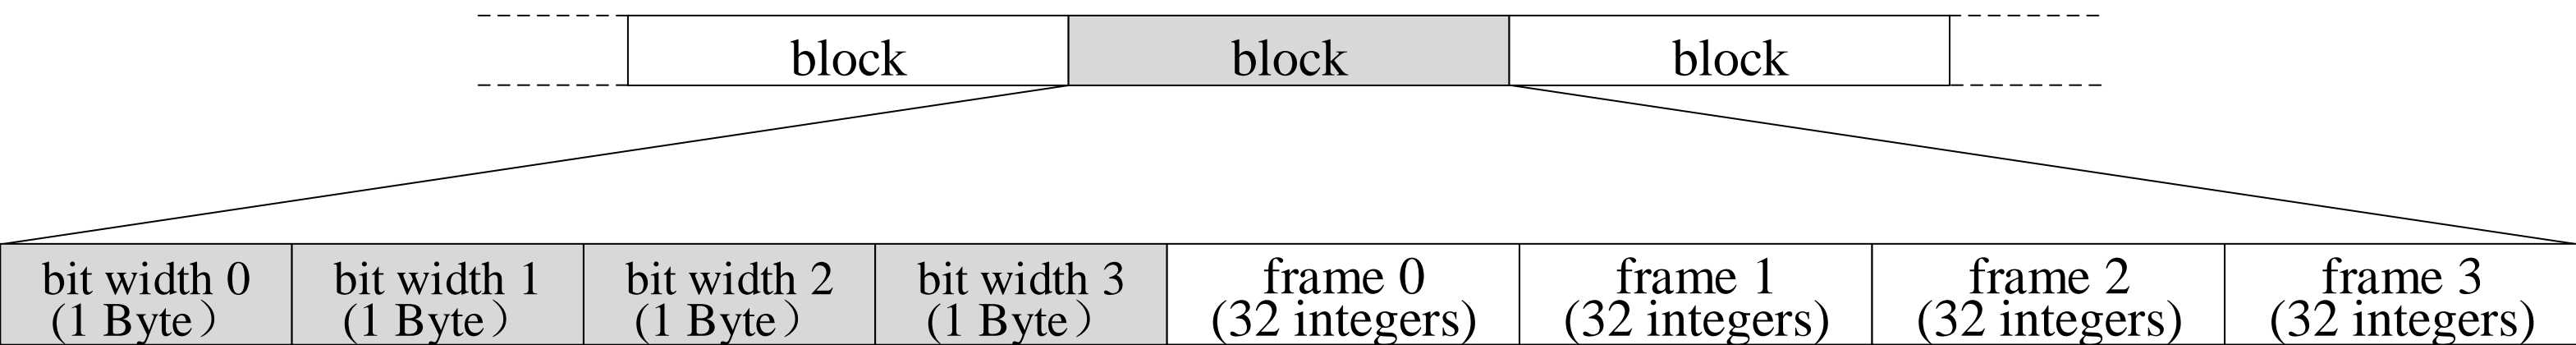 block block block
bit width 0 bit width 1 bit width 2 bit width 3 frame 0 frame 1 frame 2 frame 3
(1 Byte） (1 Byte） (1 Byte） (1 Byte） (32 integers) (32 integers) (32 integers) (32 integers)